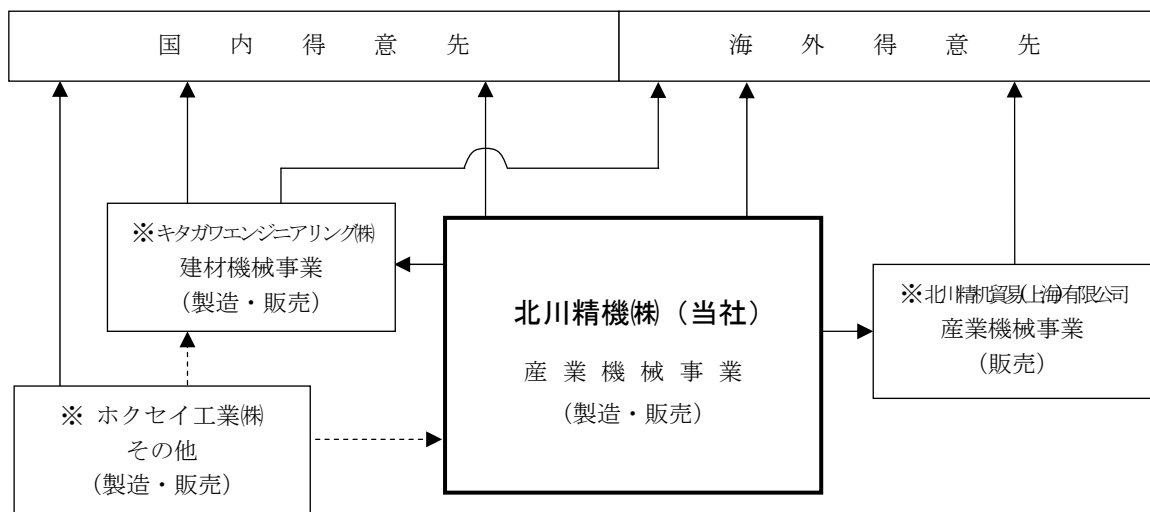 国内得意先
海外得意先
※キタガワエンジニアリング㈱
建材機械事業
(製造・販売)
北川精機㈱（当社）
産業機械事業
(製造・販売)
※北川精机貿易(上海)有限公司
産業機械事業
(販売)
※ ホクセイ工業㈱
その他
(製造・販売)